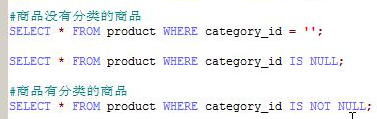 #商品没有分类的商品
SELECT * FROM product WHERE category_id = '';
SELECT * FROM product WHERE category_id IS NULL;
#商品有分类的商品
SELECT * FROM product WHERE category_id IS NOT NULL;